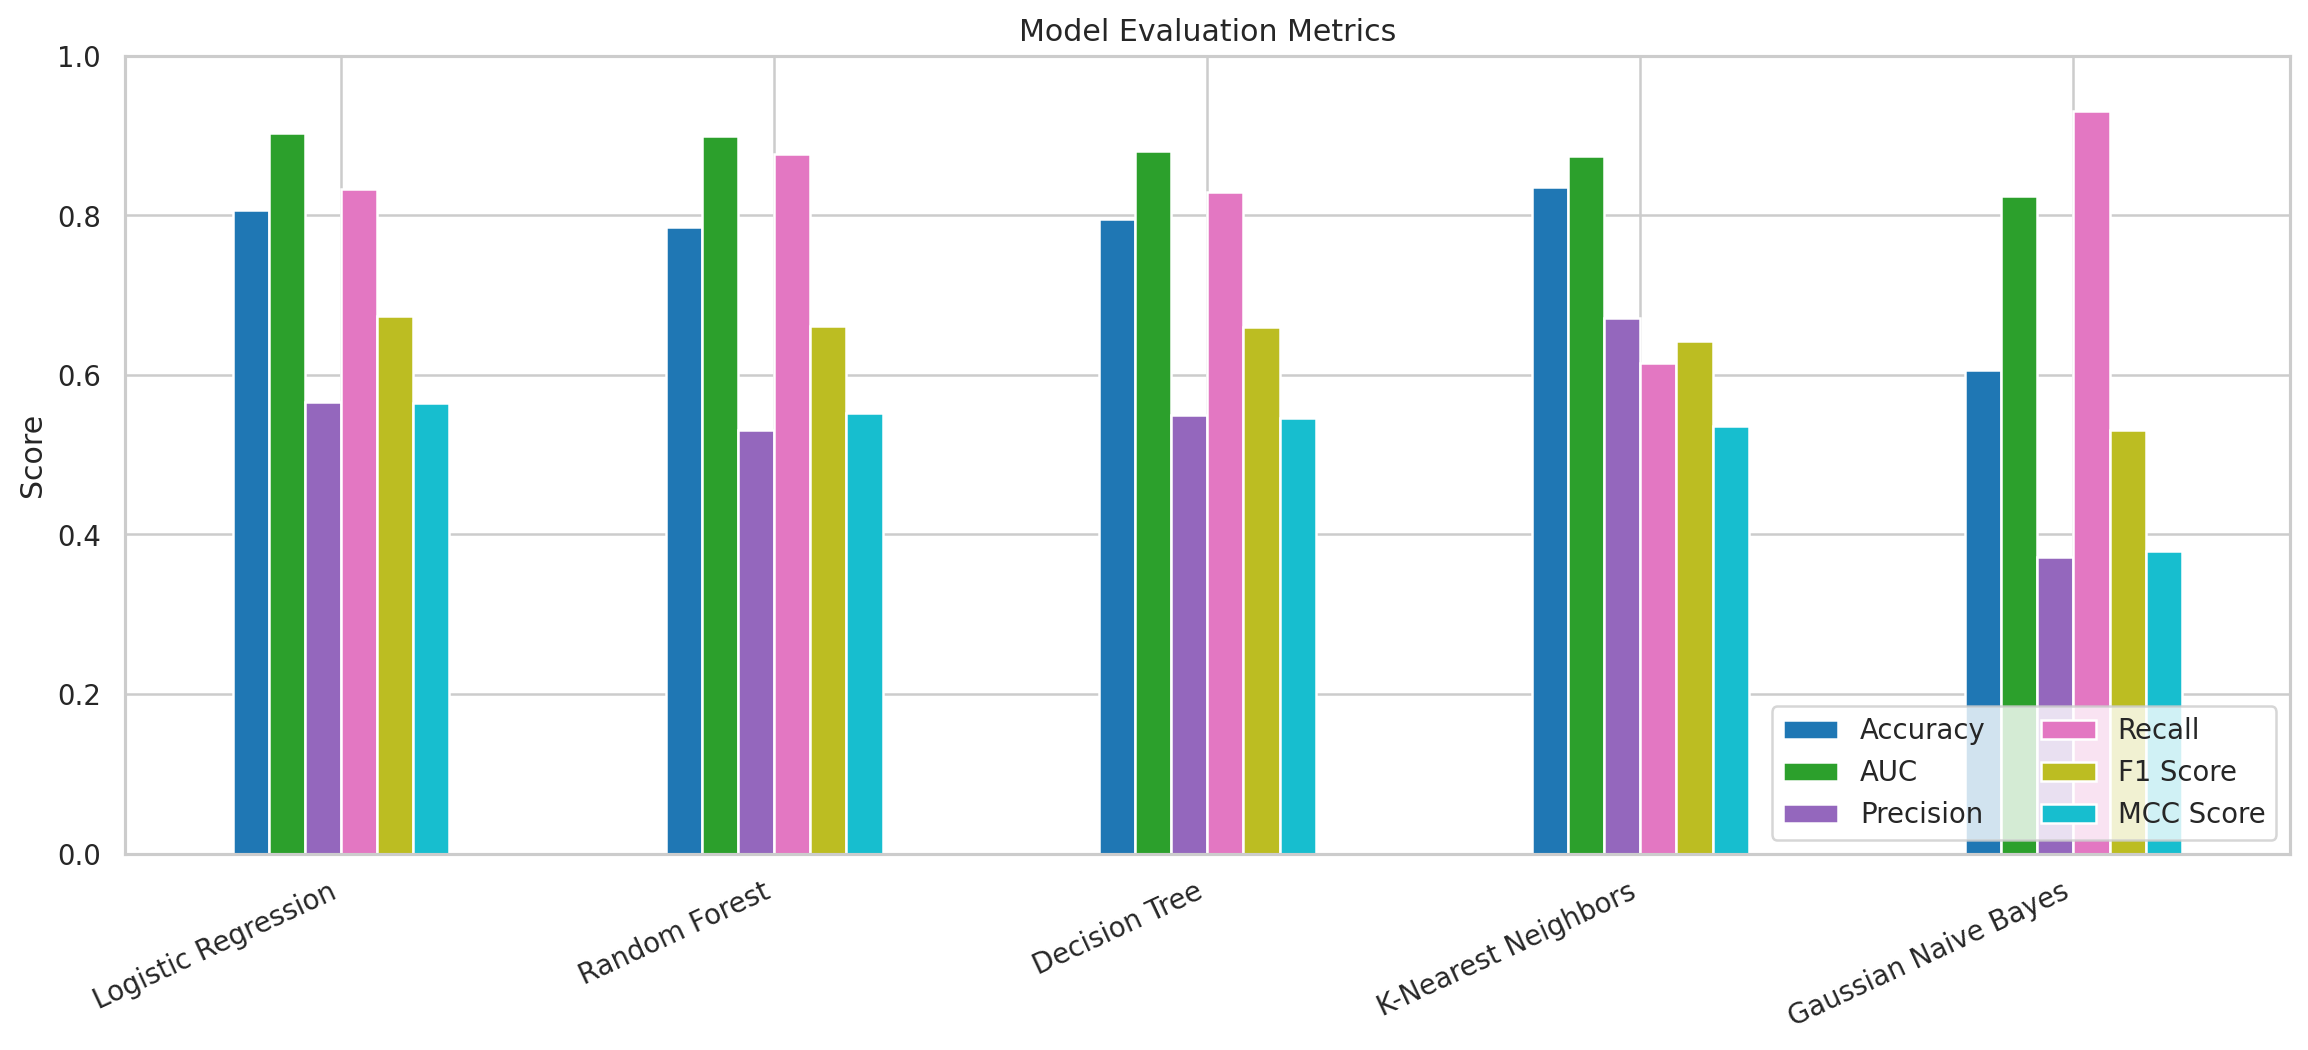 Model Evaluation Metrics
1.0
0.8
0.6
0.4
0.2
0.0
Score
Logistic Regression
Random Forest
Decision Tree
K-Nearest Neighbors
Gaussian Naive Bayes
Accuracy
AUC
Precision
Recall
F1 Score
MCC Score